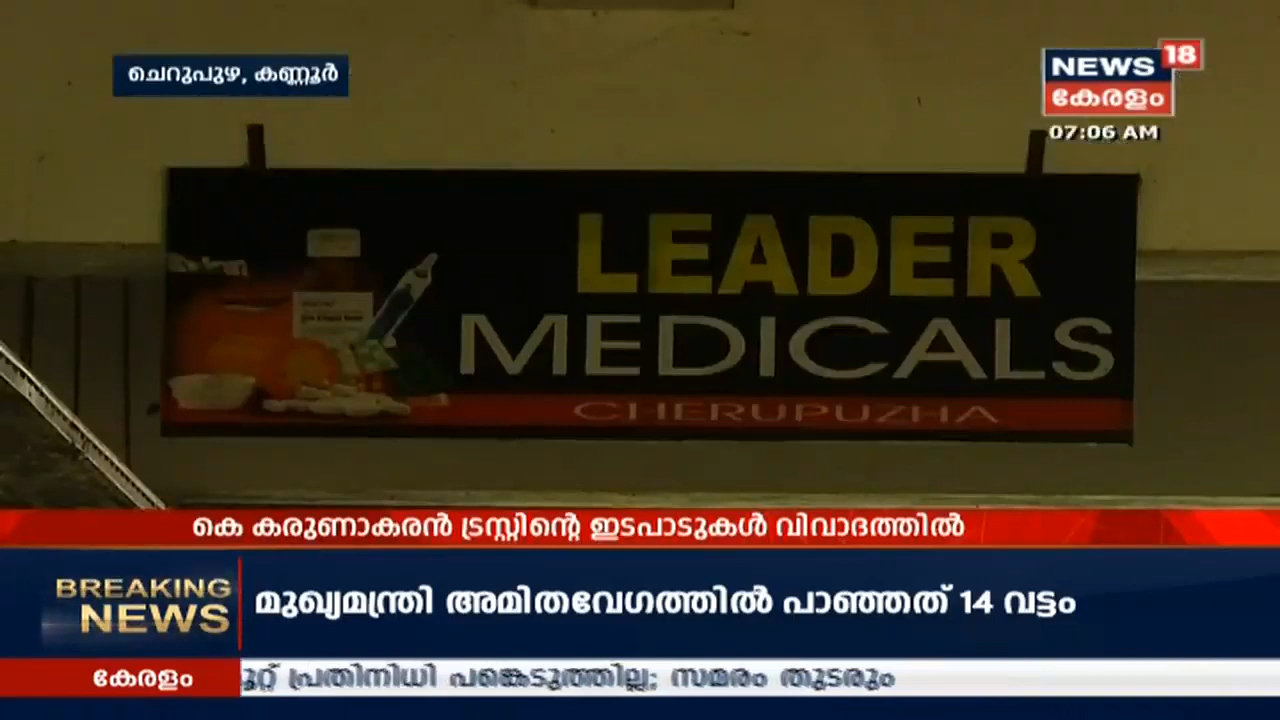 ചെറുപുഴ, കണ്ണൂർ
NEWS 18
കേരളം
07:06 AM
LEADER
MEDICALS
CHERUPUZHA
കെ കരുണാകരൻ ട്രസ്റ്റിന്റെ ഇടപാടുകൾ വിവാദത്തിൽ
BREAKING
NEWS
മുഖ്യമന്ത്രി അമിതവേഗത്തിൽ പാഞ്ഞത് 14 വട്ടം
കേരളം
പ്രതിനിധി പങ്കെടുത്തില്ല; സമരം തുടരും